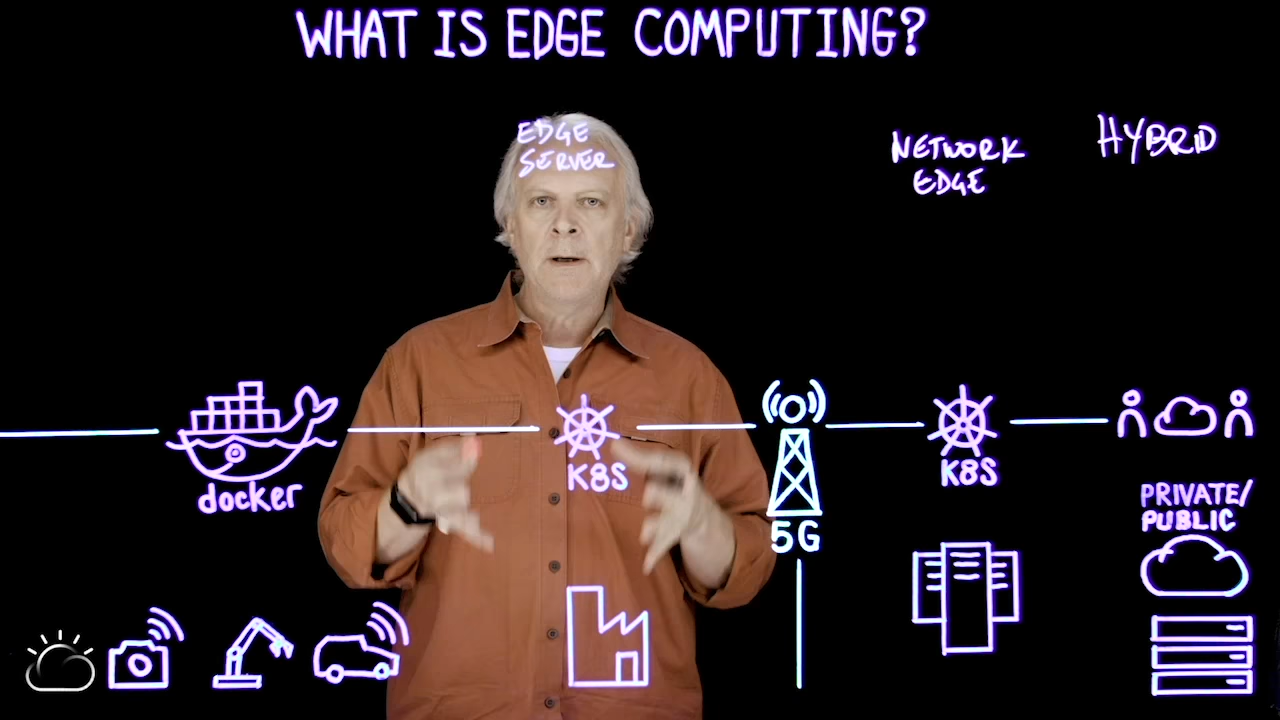 WHAT IS EDGE COMPUTING?
EDGE
SERVER
NETWORK
EDGE
HYBRID
docker
K8S
5G
K8S
PRIVATE/
PUBLIC